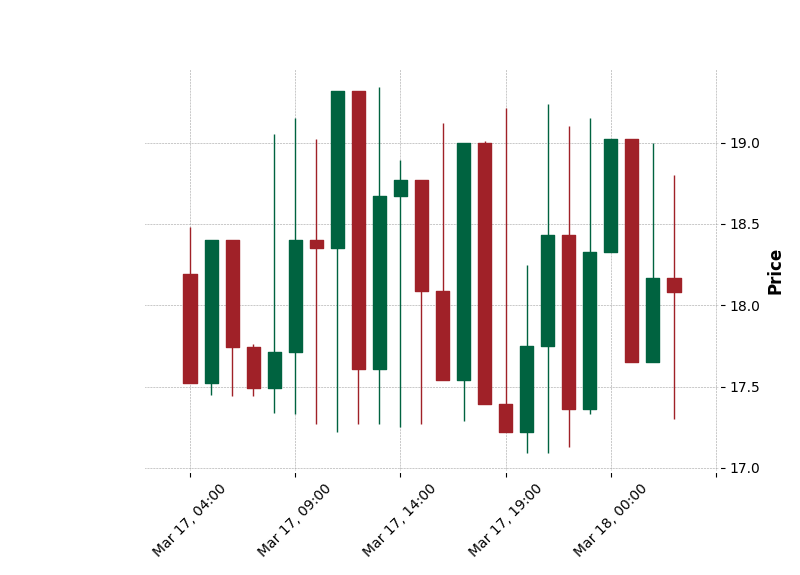 19.0
18.5
18.0
17.5
17.0
Price
Mar 17, 04:00
Mar 17, 09:00
Mar 17, 14:00
Mar 17, 19:00
Mar 18, 00:00